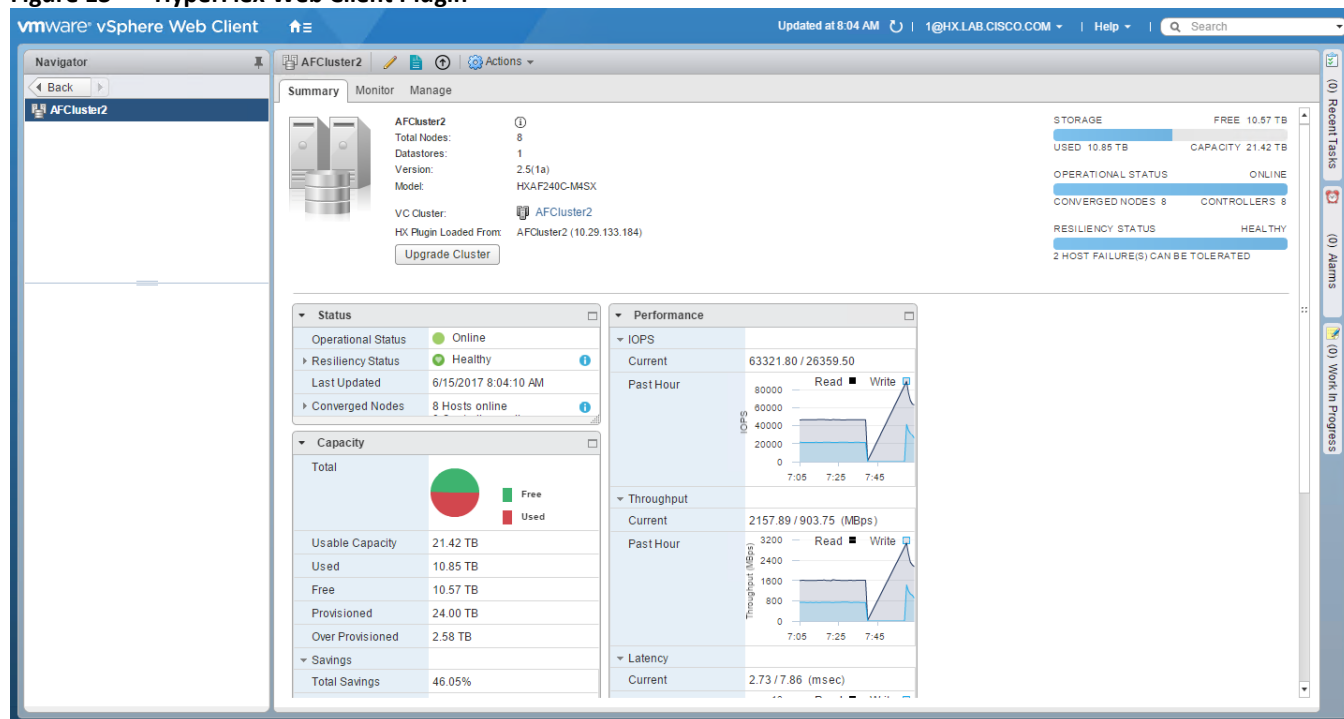 Figure 25 HyperFlex Web Client Plugin
vmware® vSphere Web Client
Updated at 8:04 AM | 1@HX.LAB.CISCO.COM | Help | Search
Navigator
Back
AFCluster2
AFCluster2 Actions
Summary Monitor Manage
AFCluster2
Total Nodes: 8
Datastores: 1
Version: 2.5(1a)
Model: HXAF240C-M4SX
VC Cluster: AFCluster2
HX Plugin Loaded From: AFCluster2 (10.29.133.184)
Upgrade Cluster
STORAGE FREE 10.57 TB
USED 10.85 TB CAPACITY 21.42 TB
OPERATIONAL STATUS ONLINE
CONVERGED NODES 8 CONTROLLERS 8
RESILIENCY STATUS HEALTHY
2 HOST FAILURE(S) CAN BE TOLERATED
Status
Operational Status Online
Resiliency Status Healthy
Last Updated 6/15/2017 8:04:10 AM
Converged Nodes 8 Hosts online
Capacity
Total
Free
Used
Usable Capacity 21.42 TB
Used 10.85 TB
Free 10.57 TB
Provisioned 24.00 TB
Over Provisioned 2.58 TB
Savings
Total Savings 46.05%
Performance
IOPS
Current 63321.80 / 26359.50
Past Hour
Read Write
IOPS
80000
60000
40000
20000
0
7:05 7:25 7:45
Throughput
Current 2157.89 / 903.75 (MBps)
Past Hour
Read Write
Throughput (MBps)
3200
2400
1600
800
0
7:05 7:25 7:45
Latency
Current 2.73 / 7.86 (msec)
(0) Recent Tasks
(0) Alarms
(0) Work In Progress